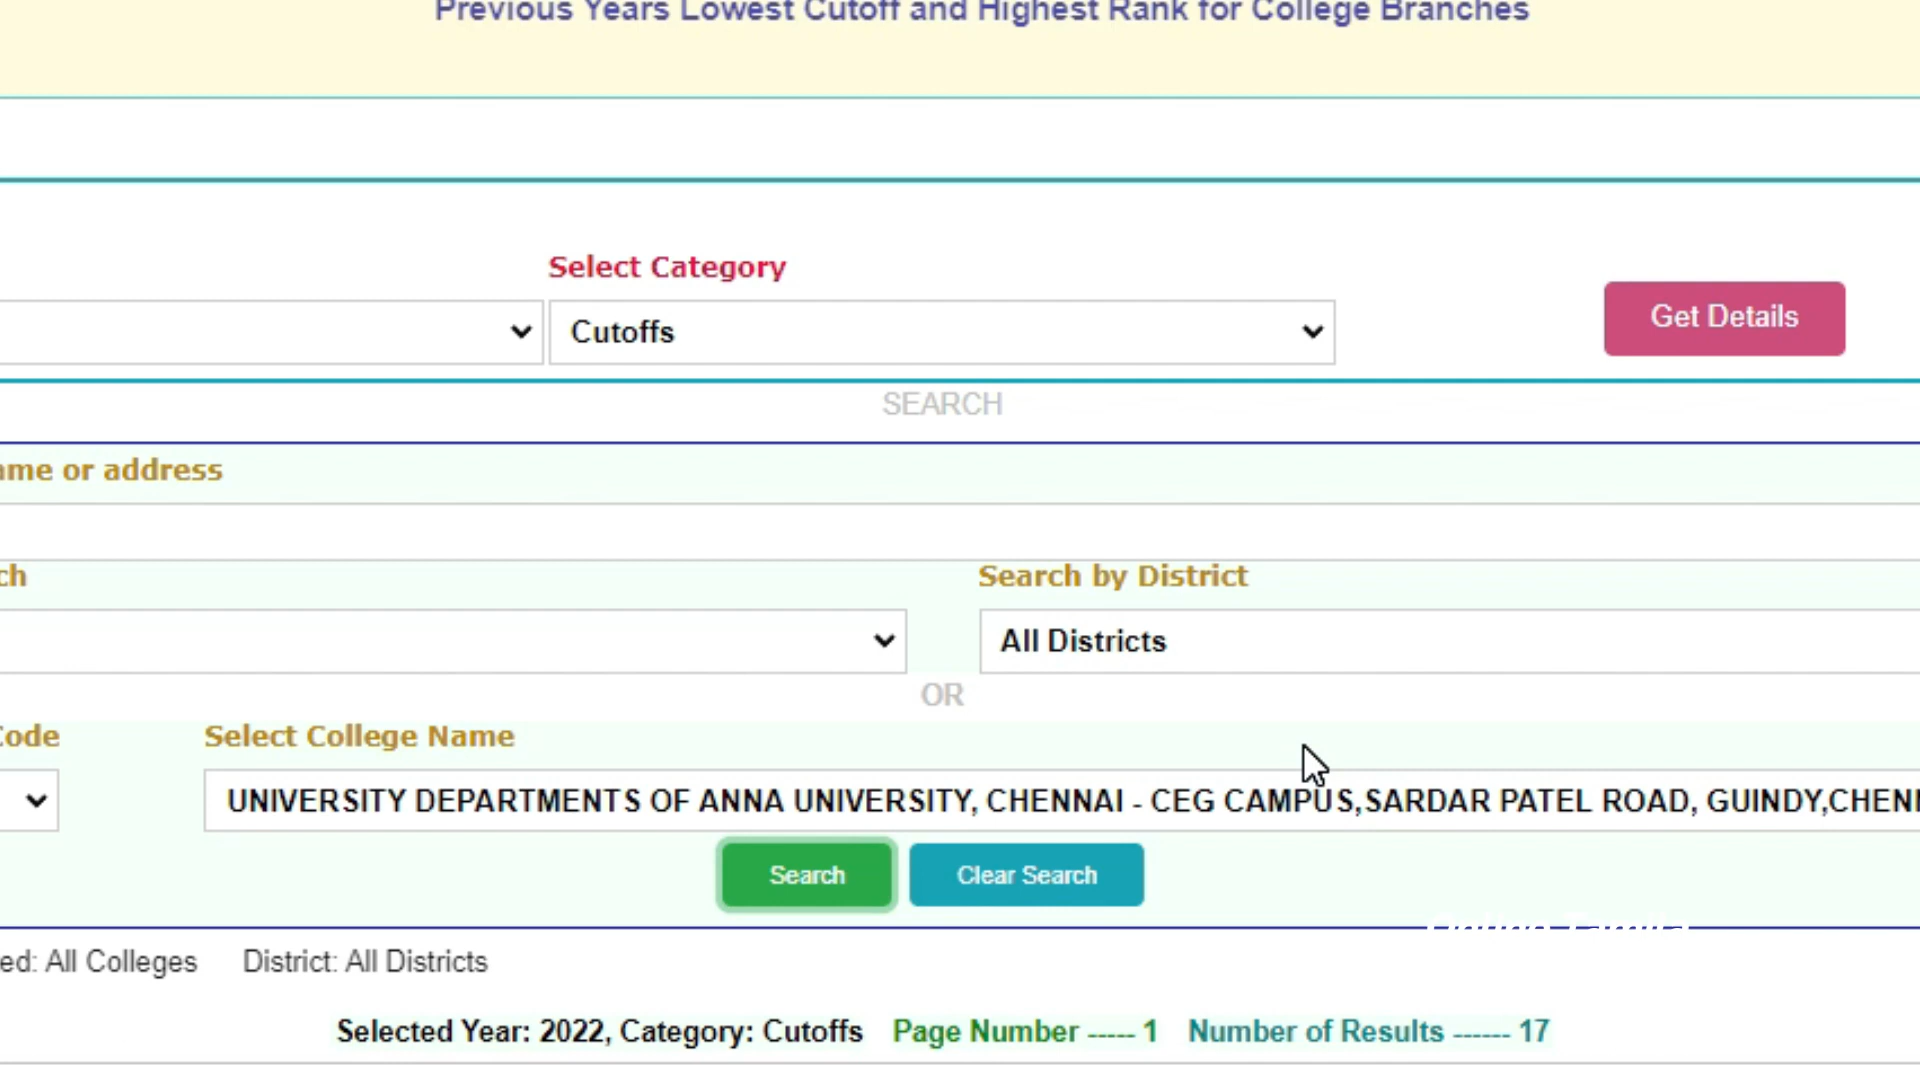 Previous Years Lowest Cutoff and Highest Rank for College Branches
Select Category
Cutoffs
Get Details
SEARCH
ame or address
ch
Search by District
All Districts
OR
Code
Select College Name
UNIVERSITY DEPARTMENTS OF ANNA UNIVERSITY, CHENNAI - CEG CAMPUS,SARDAR PATEL ROAD, GUINDY,CHEN
Search
Clear Search
ed: All Colleges District: All Districts
Selected Year: 2022, Category: Cutoffs Page Number ----- 1 Number of Results ------ 17